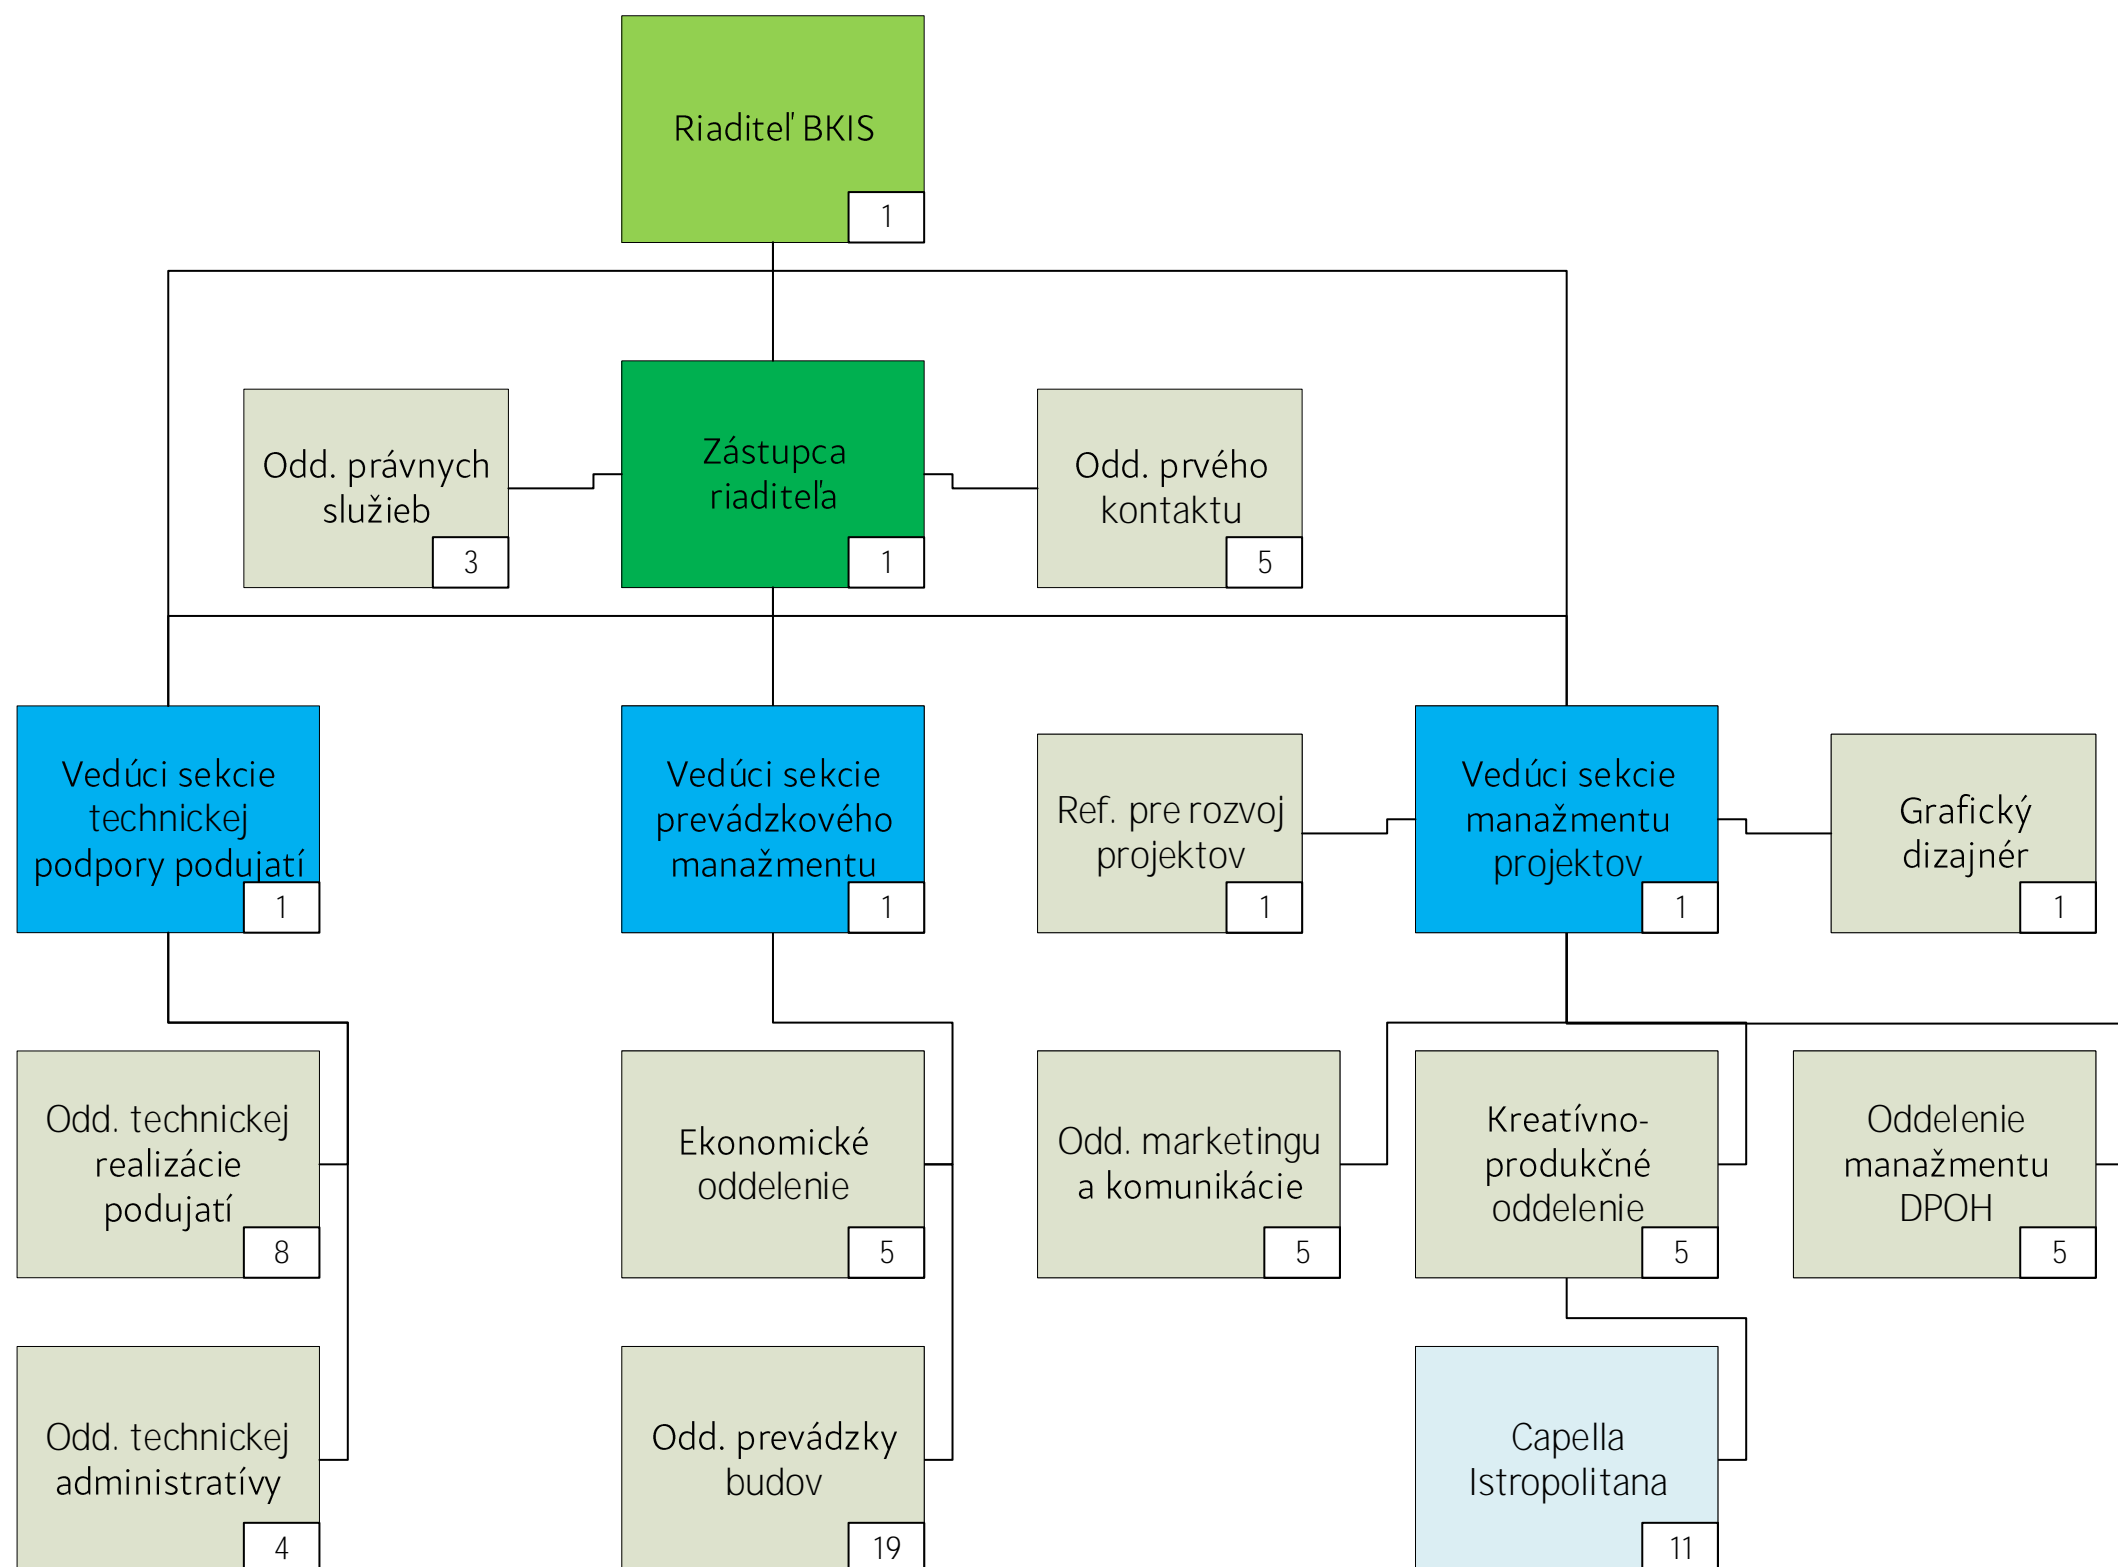 Riaditeľ BKIS
1
Odd. právnych
služieb
3
Zástupca
riaditeľa
1
Odd. prvého
kontaktu
5
Vedúci sekcie
technickej
podpory podujatí
1
Vedúci sekcie
prevádzkového
manažmentu
1
Ref. pre rozvoj
projektov
1
Vedúci sekcie
manažmentu
projektov
1
Grafický
dizajnér
1
Odd. technickej
realizácie
podujatí
8
Ekonomické
oddelenie
5
Odd. marketingu
a komunikácie
5
Kreatívno-
produkčné
oddelenie
5
Oddelenie
manažmentu
DPOH
5
Odd. technickej
administratívy
4
Odd. prevádzky
budov
19
Capella
Istropolitana
11